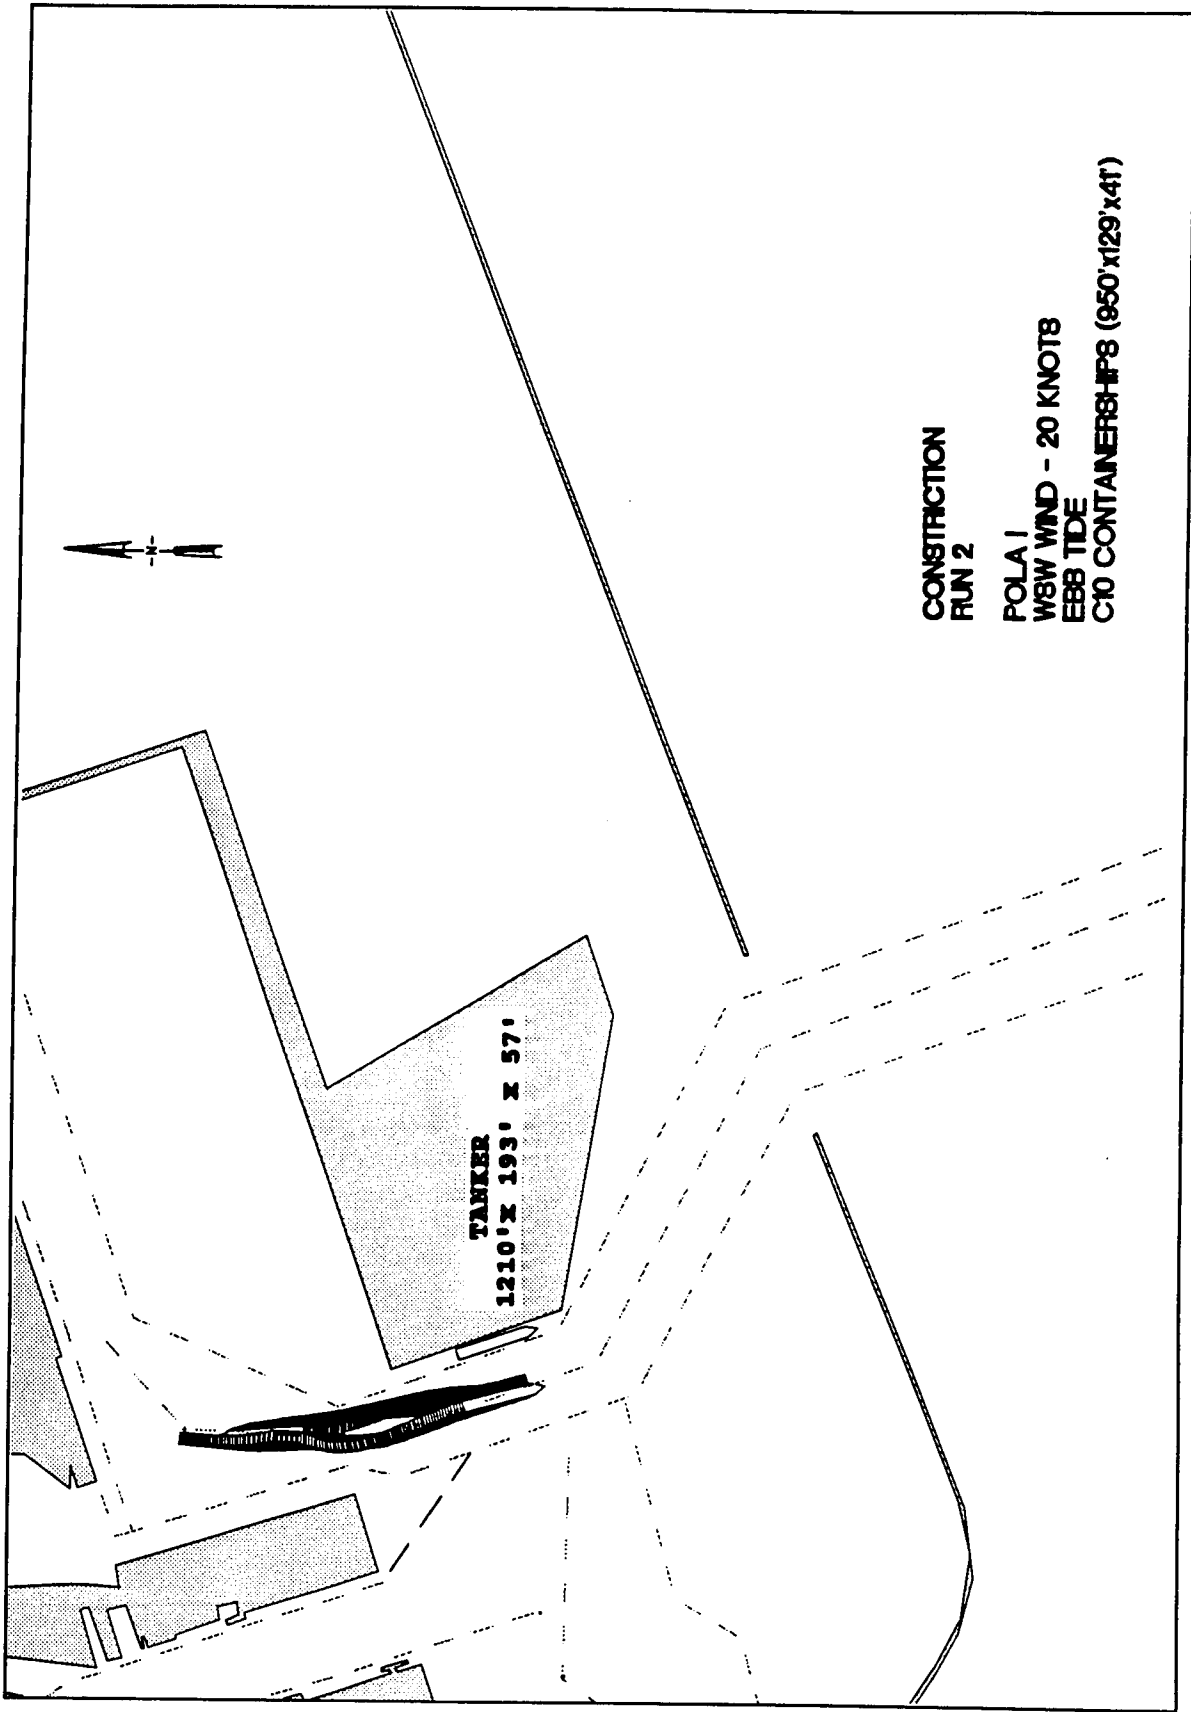 -N-
TANKER
1210'X 193' X 57'
CONSTRICTION
RUN 2
POLA I
WSW WIND - 20 KNOTS
EBB TIDE
C10 CONTAINERSHIPS (950'x129'x41')